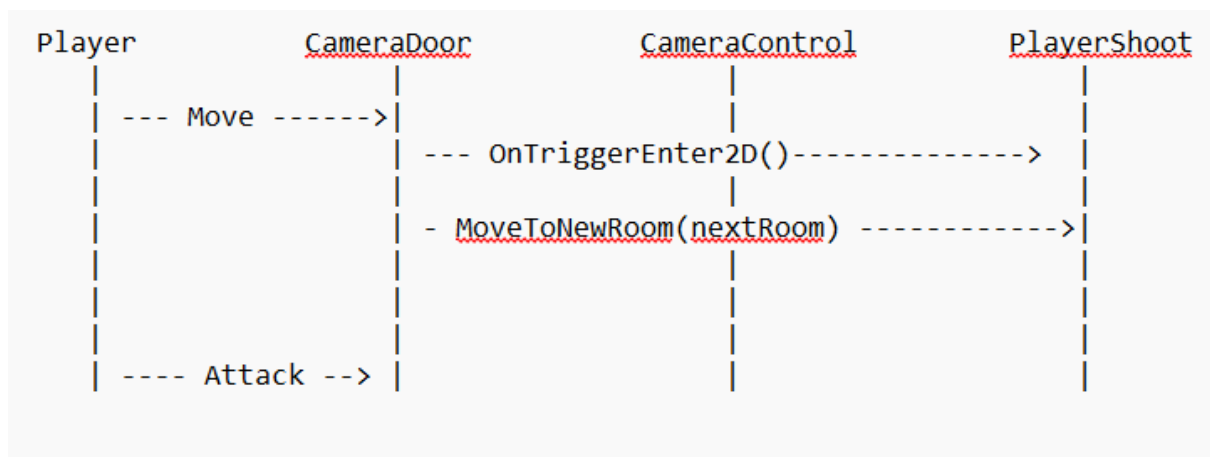 Player CameraDoor CameraControl PlayerShoot
| | | |
| --- Move ------>| | |
| | --- OnTriggerEnter2D()--------------> |
| | | |
| | - MoveToNewRoom(nextRoom) ------------>|
| | | |
| | | |
| | | |
| ---- Attack --> | | |